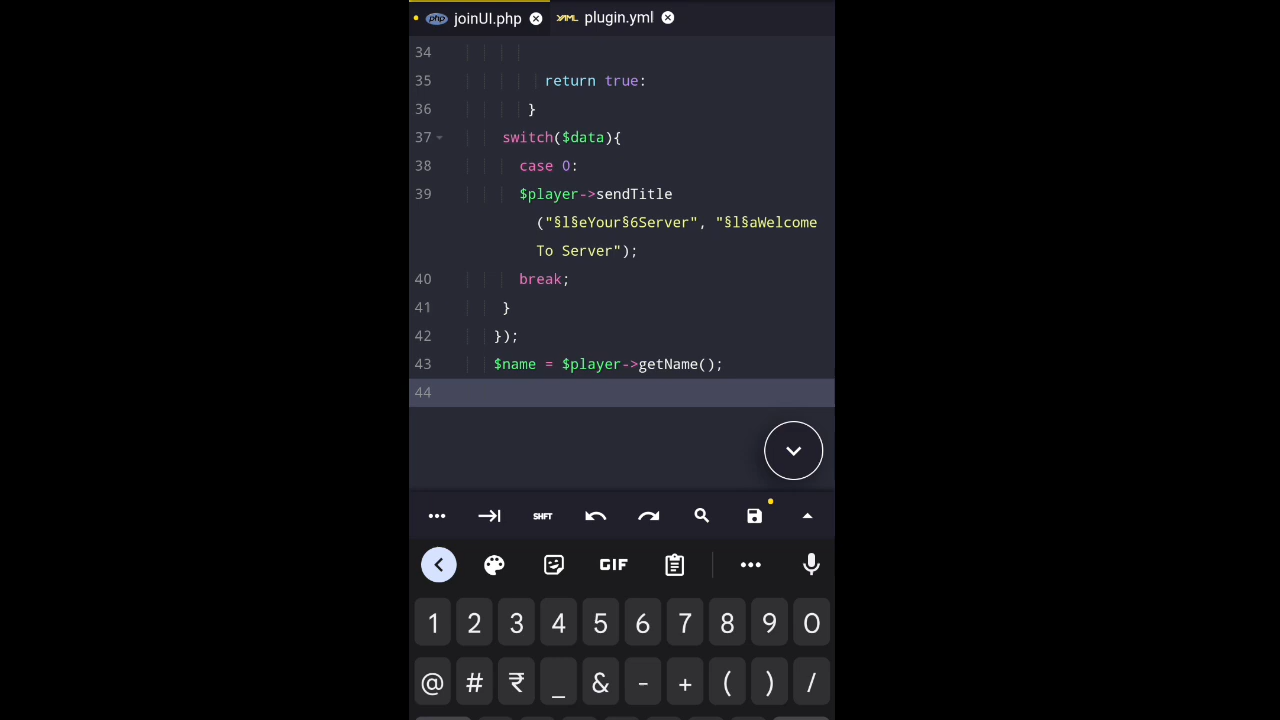 joinUI.php
plugin.yml
34
35 return true:
36 }
37 switch($data){
38 case 0:
39 $player->sendTitle
("§l§eYour§6Server", "§l§aWelcome
To Server");
40 break;
41 }
42 });
43 $name = $player->getName();
44
SHFT
GIF
1 2 3 4 5 6 7 8 9 0
@ # ₹ _ & - + ( ) /